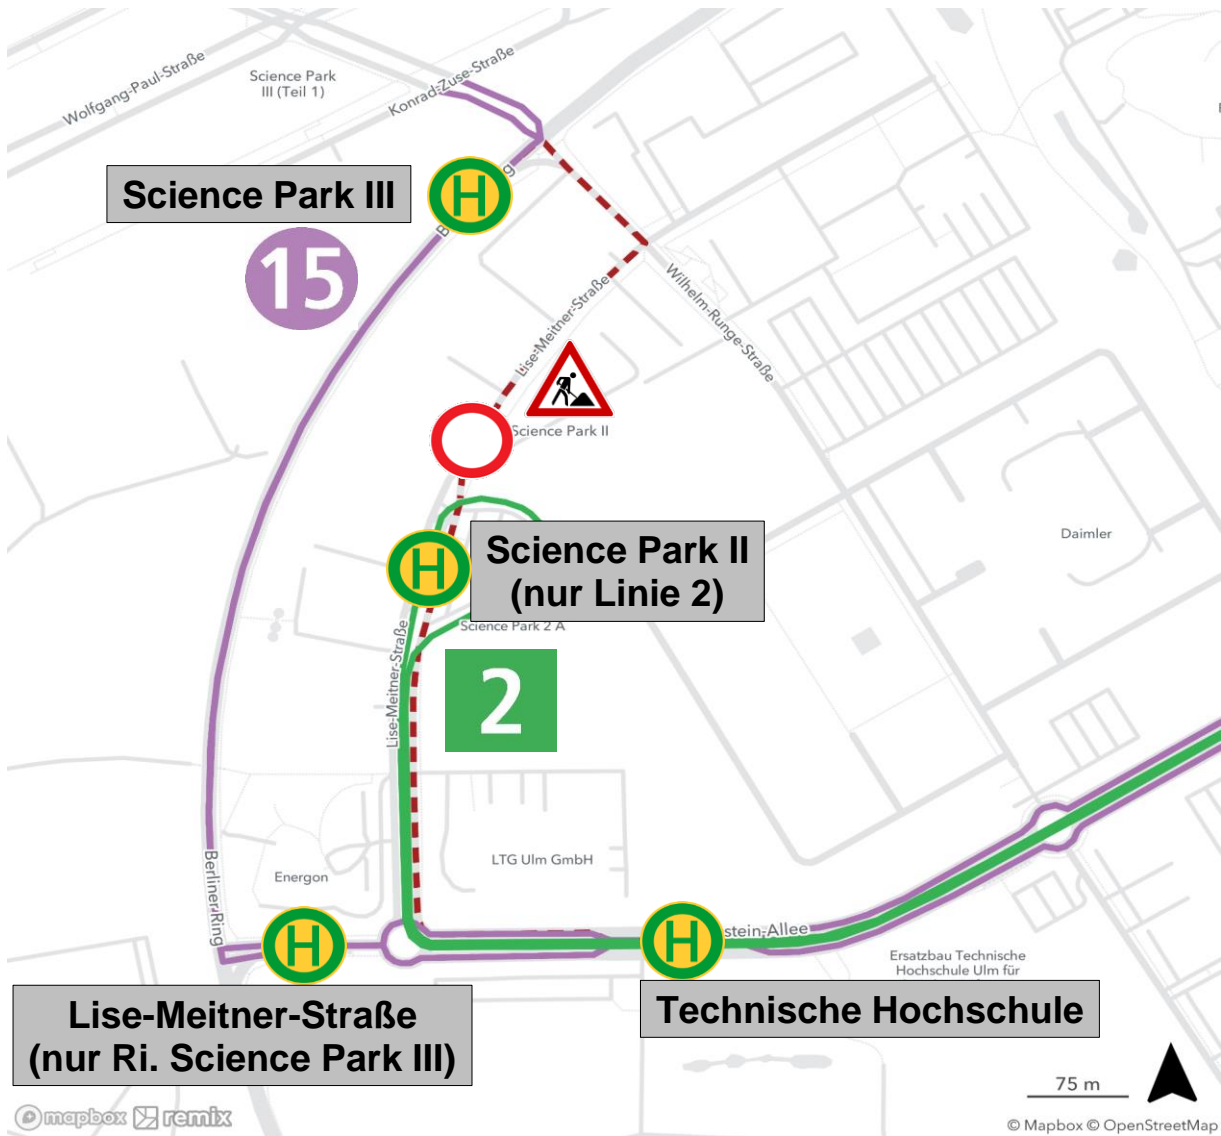 Wolfgang-Paul-Straße
Science Park
III (Teil 1)
Konrad-Zuse-Straße
Science Park III
H
15
Lise-Meitner-Straße
Wilhelm-Runge-Straße
Science Park II
Science Park II
(nur Linie 2)
H
Daimler
Science Park 2 A
Lise-Meitner-Straße
2
LTG Ulm GmbH
Energon
Berliner Ring
H
H
stein-Allee
Ersatzbau Technische
Hochschule Ulm für
Lise-Meitner-Straße
(nur Ri. Science Park III)
Technische Hochschule
75 m
mapbox remix
© Mapbox © OpenStreetMap